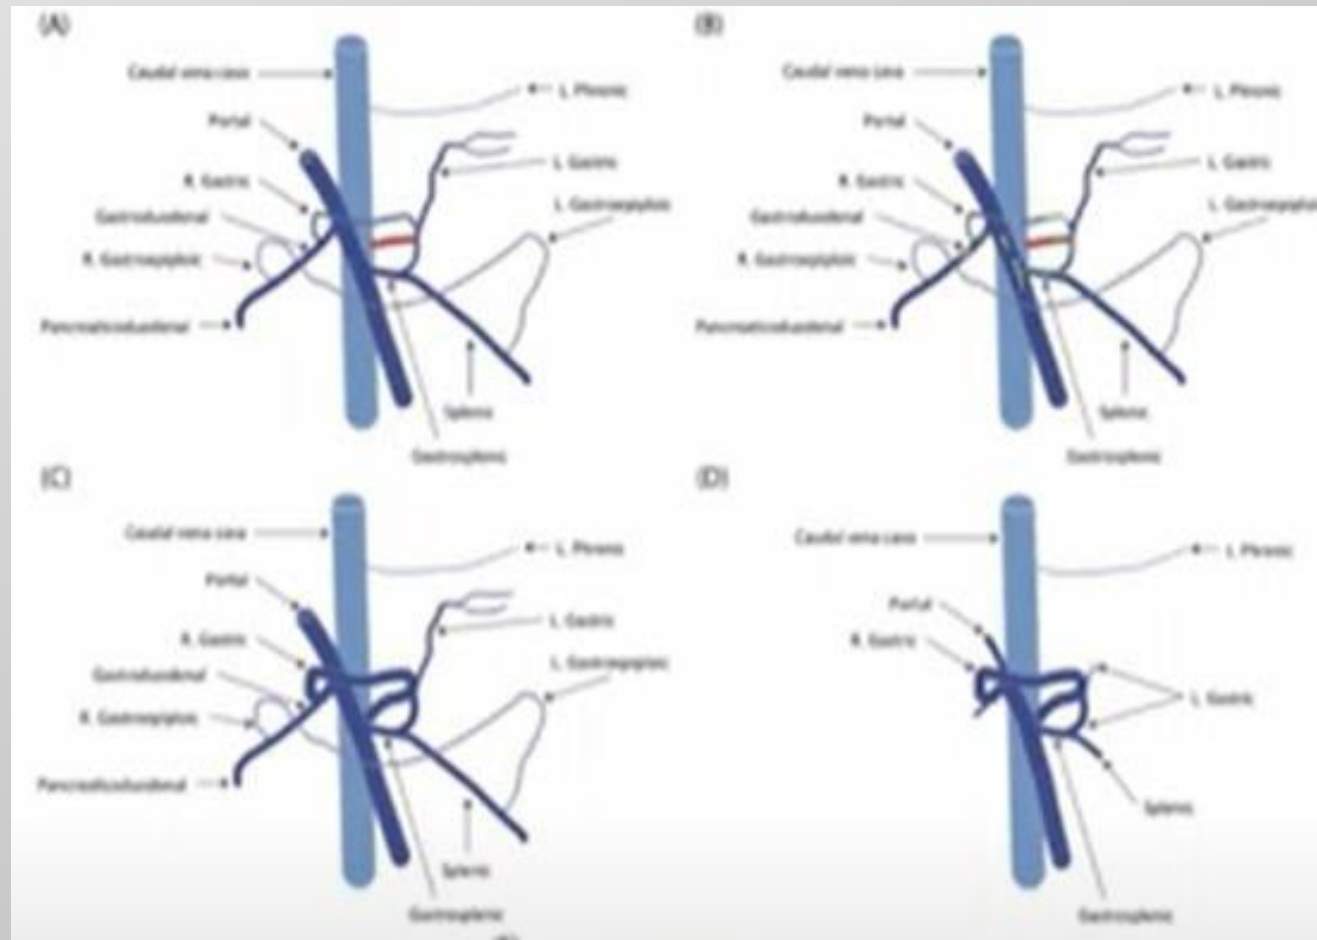 (A)
Caudal vena cava
L. Phrenic
Portal
L. Gastric
R. Gastric
L. Gastroepiploic
Gastroduodenal
R. Gastroepiploic
Pancreaticoduodenal
Splenic
Gastrosplenic
(B)
Caudal vena cava
L. Phrenic
Portal
L. Gastric
R. Gastric
L. Gastroepiploic
Gastroduodenal
R. Gastroepiploic
Pancreaticoduodenal
Splenic
Gastrosplenic
(C)
Caudal vena cava
L. Phrenic
Portal
L. Gastric
R. Gastric
L. Gastroepiploic
Gastroduodenal
R. Gastroepiploic
Pancreaticoduodenal
Splenic
Gastrosplenic
(D)
Caudal vena cava
L. Phrenic
Portal
R. Gastric
L. Gastric
Splenic
Gastrosplenic